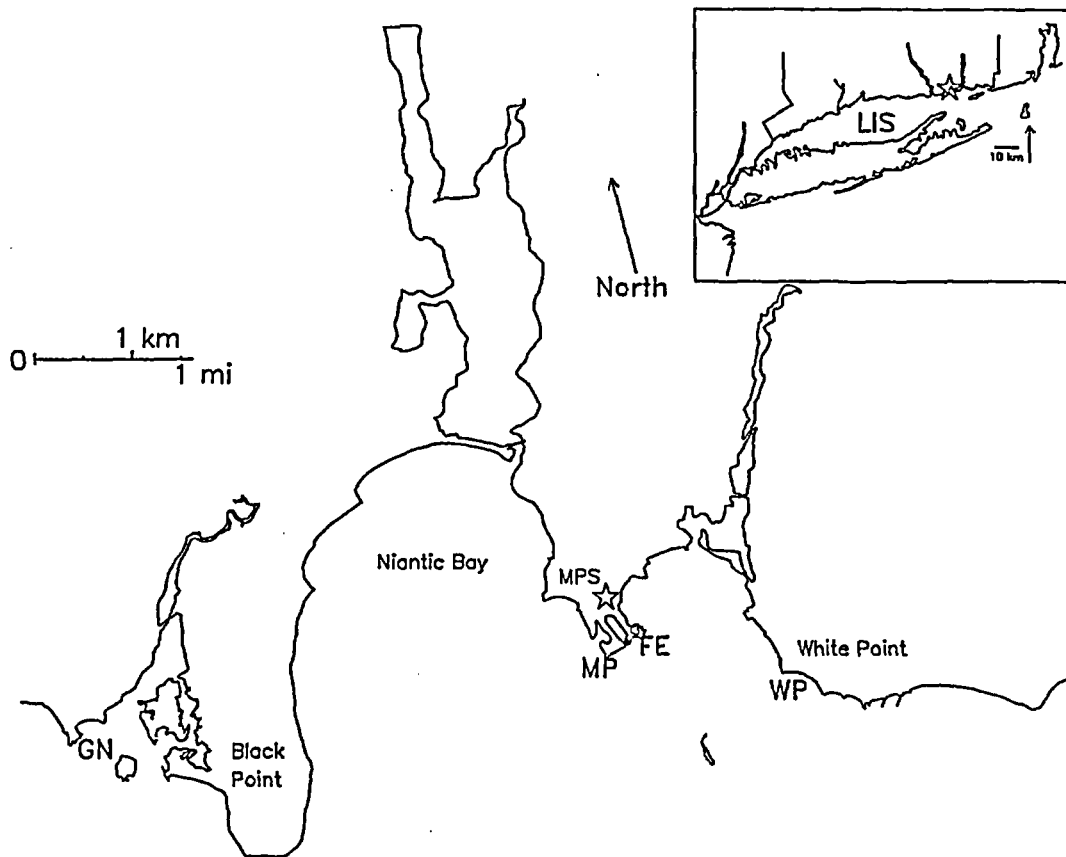 LIS
10 km
North
1 km
0
1 mi
Niantic Bay
MPS
FE
MP
White Point
WP
GN
Black
Point